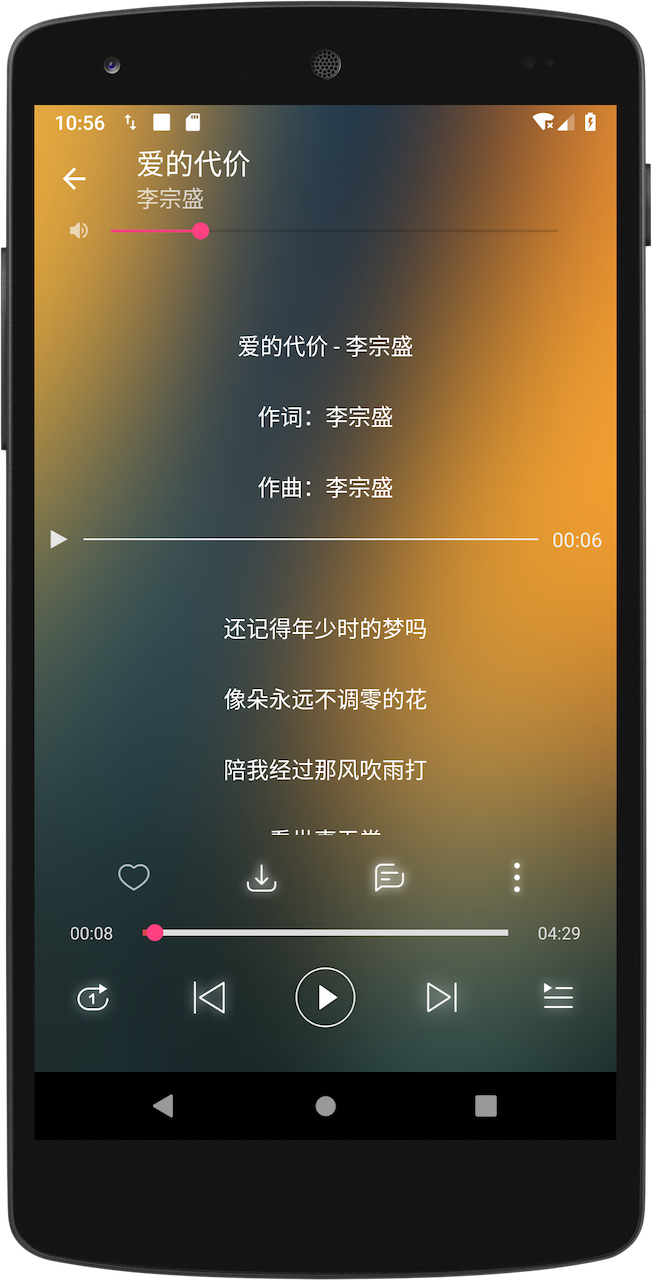 10:56
爱的代价
李宗盛
爱的代价 - 李宗盛
作词：李宗盛
作曲：李宗盛
00:06
还记得年少时的梦吗
像朵永远不调零的花
陪我经过那风吹雨打
00:08
04:29
1